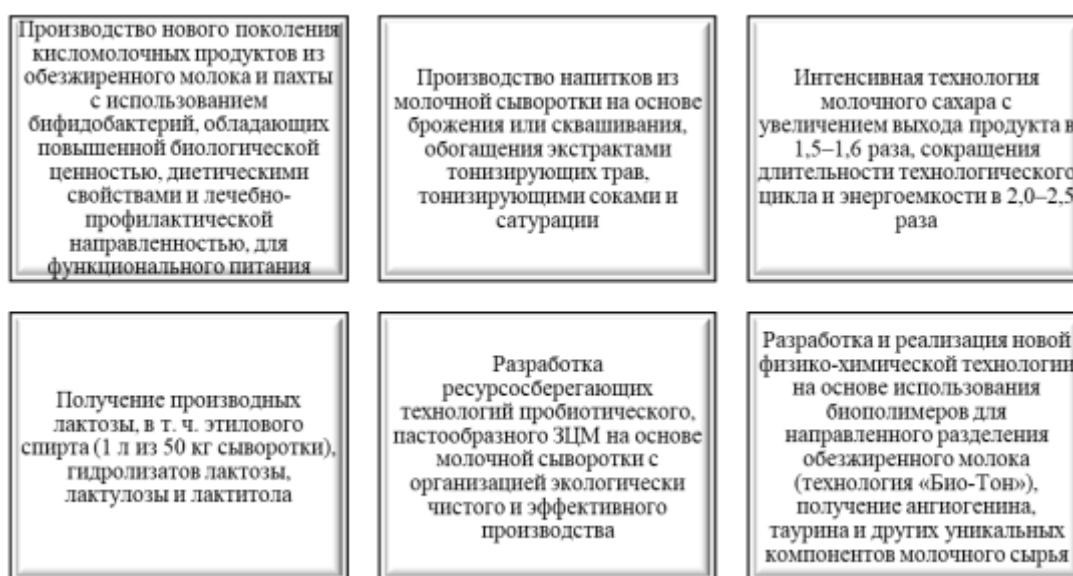 Производство нового поколения
кисломолочных продуктов из
обезжиренного молока и пахты
с использованием
бифидобактерий, обладающих
повышенной биологической
ценностью, диетическими
свойствами и лечебно-
профилактической
направленностью, для
функционального питания
Производство напитков из
молочной сыворотки на основе
брожения или сквашивания,
обогащения экстрактами
тонизирующих трав,
тонизирующими соками и
сатурации
Интенсивная технология
молочного сахара с
увеличением выхода продукта в
1,5–1,6 раза, сокращения
длительности технологического
цикла и энергоемкости в 2,0–2,5
раза
Получение производных
лактозы, в т. ч. этилового
спирта (1 л из 50 кг сыворотки),
гидролизатов лактозы,
лактулозы и лактитола
Разработка
ресурсосберегающих
технологий пробиотического,
пастообразного ЗЦМ на основе
молочной сыворотки с
организацией экологически
чистого и эффективного
производства
Разработка и реализация новой
физико-химической технологии
на основе использования
биополимеров для
направленного разделения
обезжиренного молока
(технология «Био-Тон»),
получение ангиогенина,
таурина и других уникальных
компонентов молочного сырья